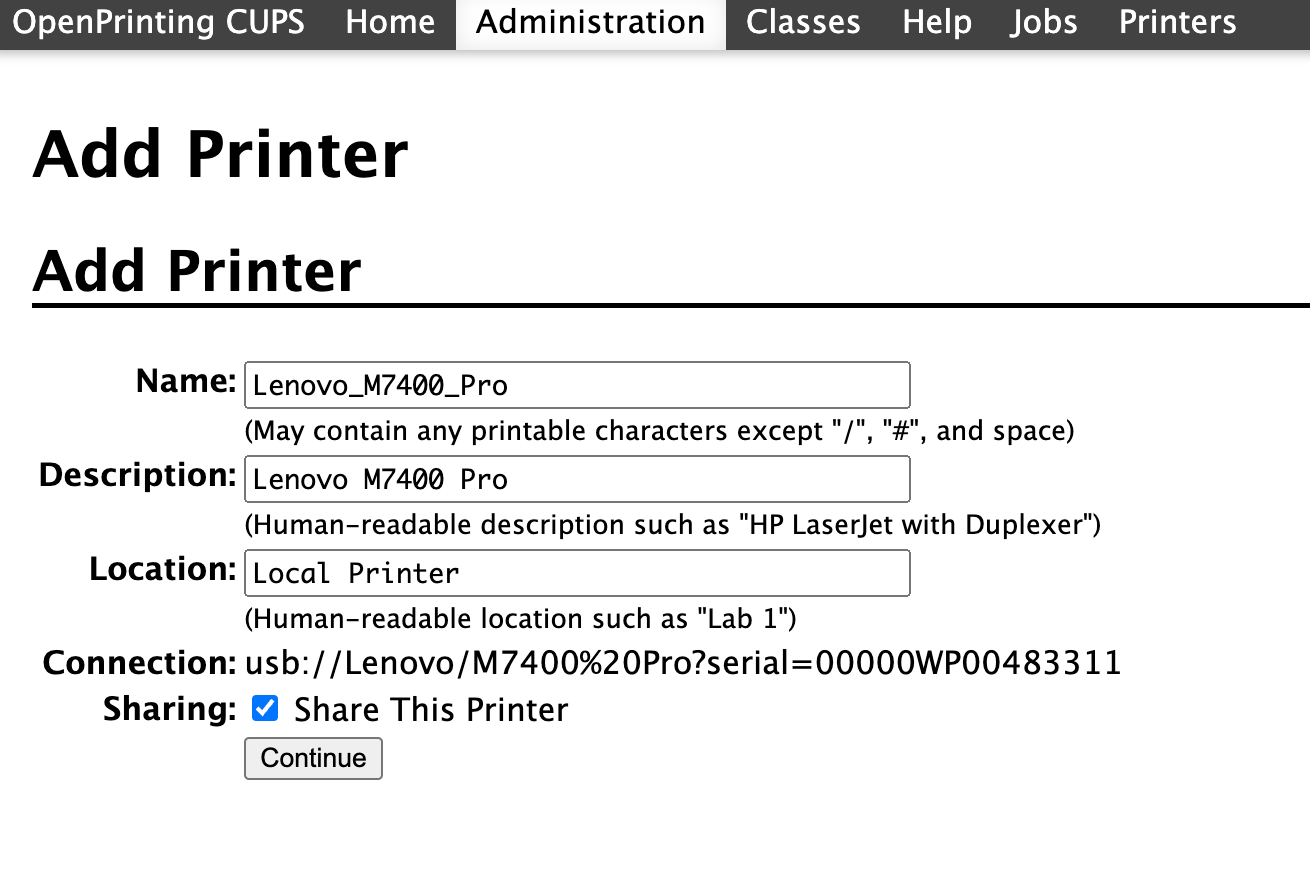 OpenPrinting CUPS Home Administration Classes Help Jobs Printers
Add Printer
Add Printer
Name: Lenovo_M7400_Pro
(May contain any printable characters except "/", "#", and space)
Description: Lenovo M7400 Pro
(Human-readable description such as "HP LaserJet with Duplexer")
Location: Local Printer
(Human-readable location such as "Lab 1")
Connection: usb://Lenovo/M7400%20Pro?serial=00000WP00483311
Sharing: Share This Printer
Continue